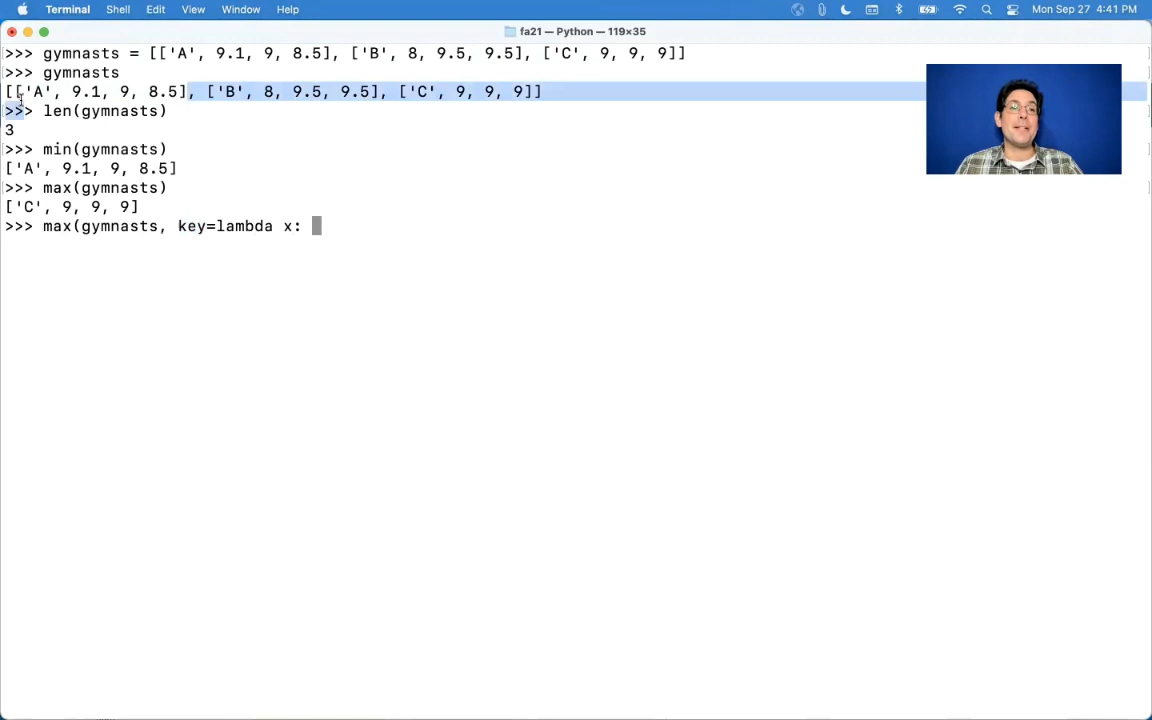 Terminal Shell Edit View Window Help Mon Sep 27 4:41 PM
fa21 — Python — 119×35
>>> gymnasts = [['A', 9.1, 9, 8.5], ['B', 8, 9.5, 9.5], ['C', 9, 9, 9]]
>>> gymnasts
[['A', 9.1, 9, 8.5], ['B', 8, 9.5, 9.5], ['C', 9, 9, 9]]
>>> len(gymnasts)
3
>>> min(gymnasts)
['A', 9.1, 9, 8.5]
>>> max(gymnasts)
['C', 9, 9, 9]
>>> max(gymnasts, key=lambda x: